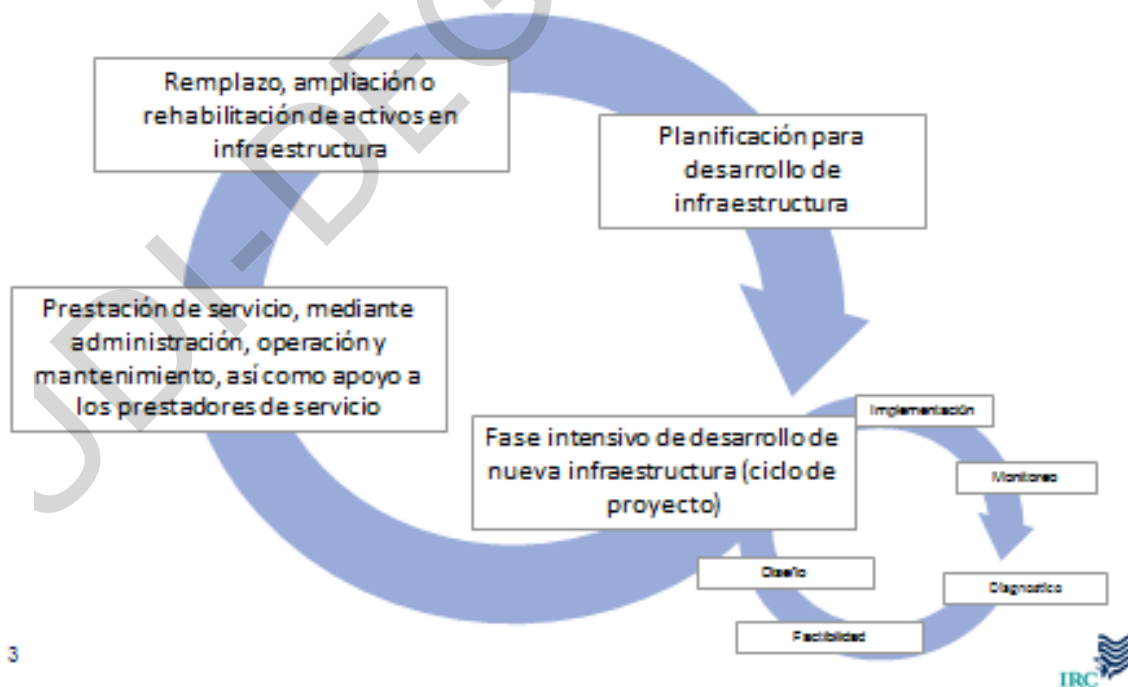 Remplazo, ampliación o
rehabilitación de activos en
infraestructura
Planificación para
desarrollo de
infraestructura
Prestación de servicio, mediante
administración, operación y
mantenimiento, así como apoyo a
los prestadores de servicio
Fase intensivo de desarrollo de
nueva infraestructura (ciclo de
proyecto)
Implementación
Monitoreo
Diseño
Diagnostico
Factibilidad
3
IRC
JDI-DEG